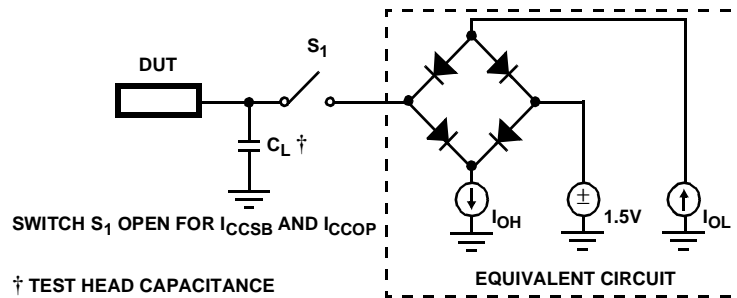 S1
DUT
CL †
IOH
±
1.5V
IOL
SWITCH S1 OPEN FOR ICCSB AND ICCOP
† TEST HEAD CAPACITANCE
EQUIVALENT CIRCUIT